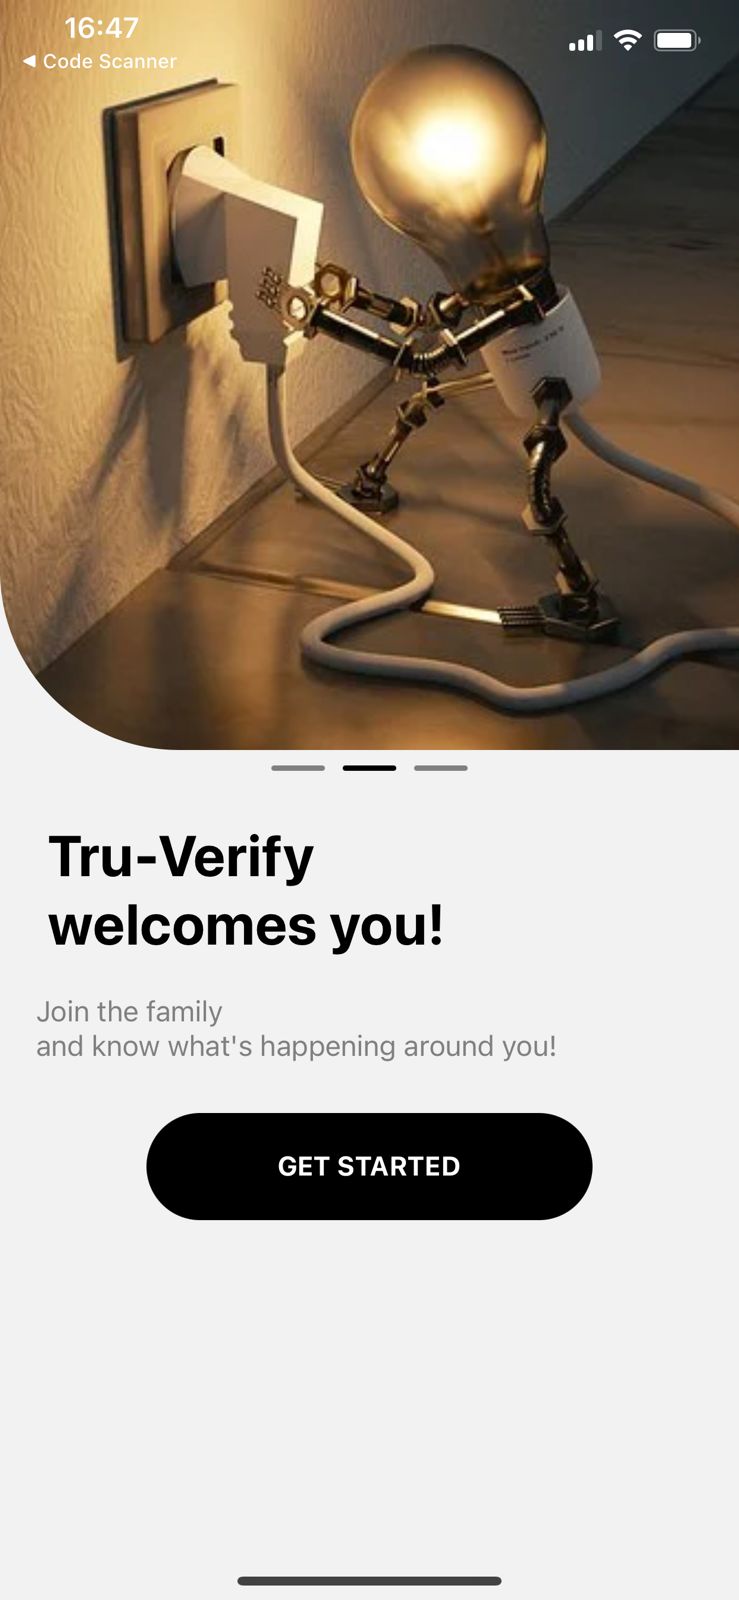 16:47
◀ Code Scanner
Tru-Verify
welcomes you!
Join the family
and know what's happening around you!
GET STARTED